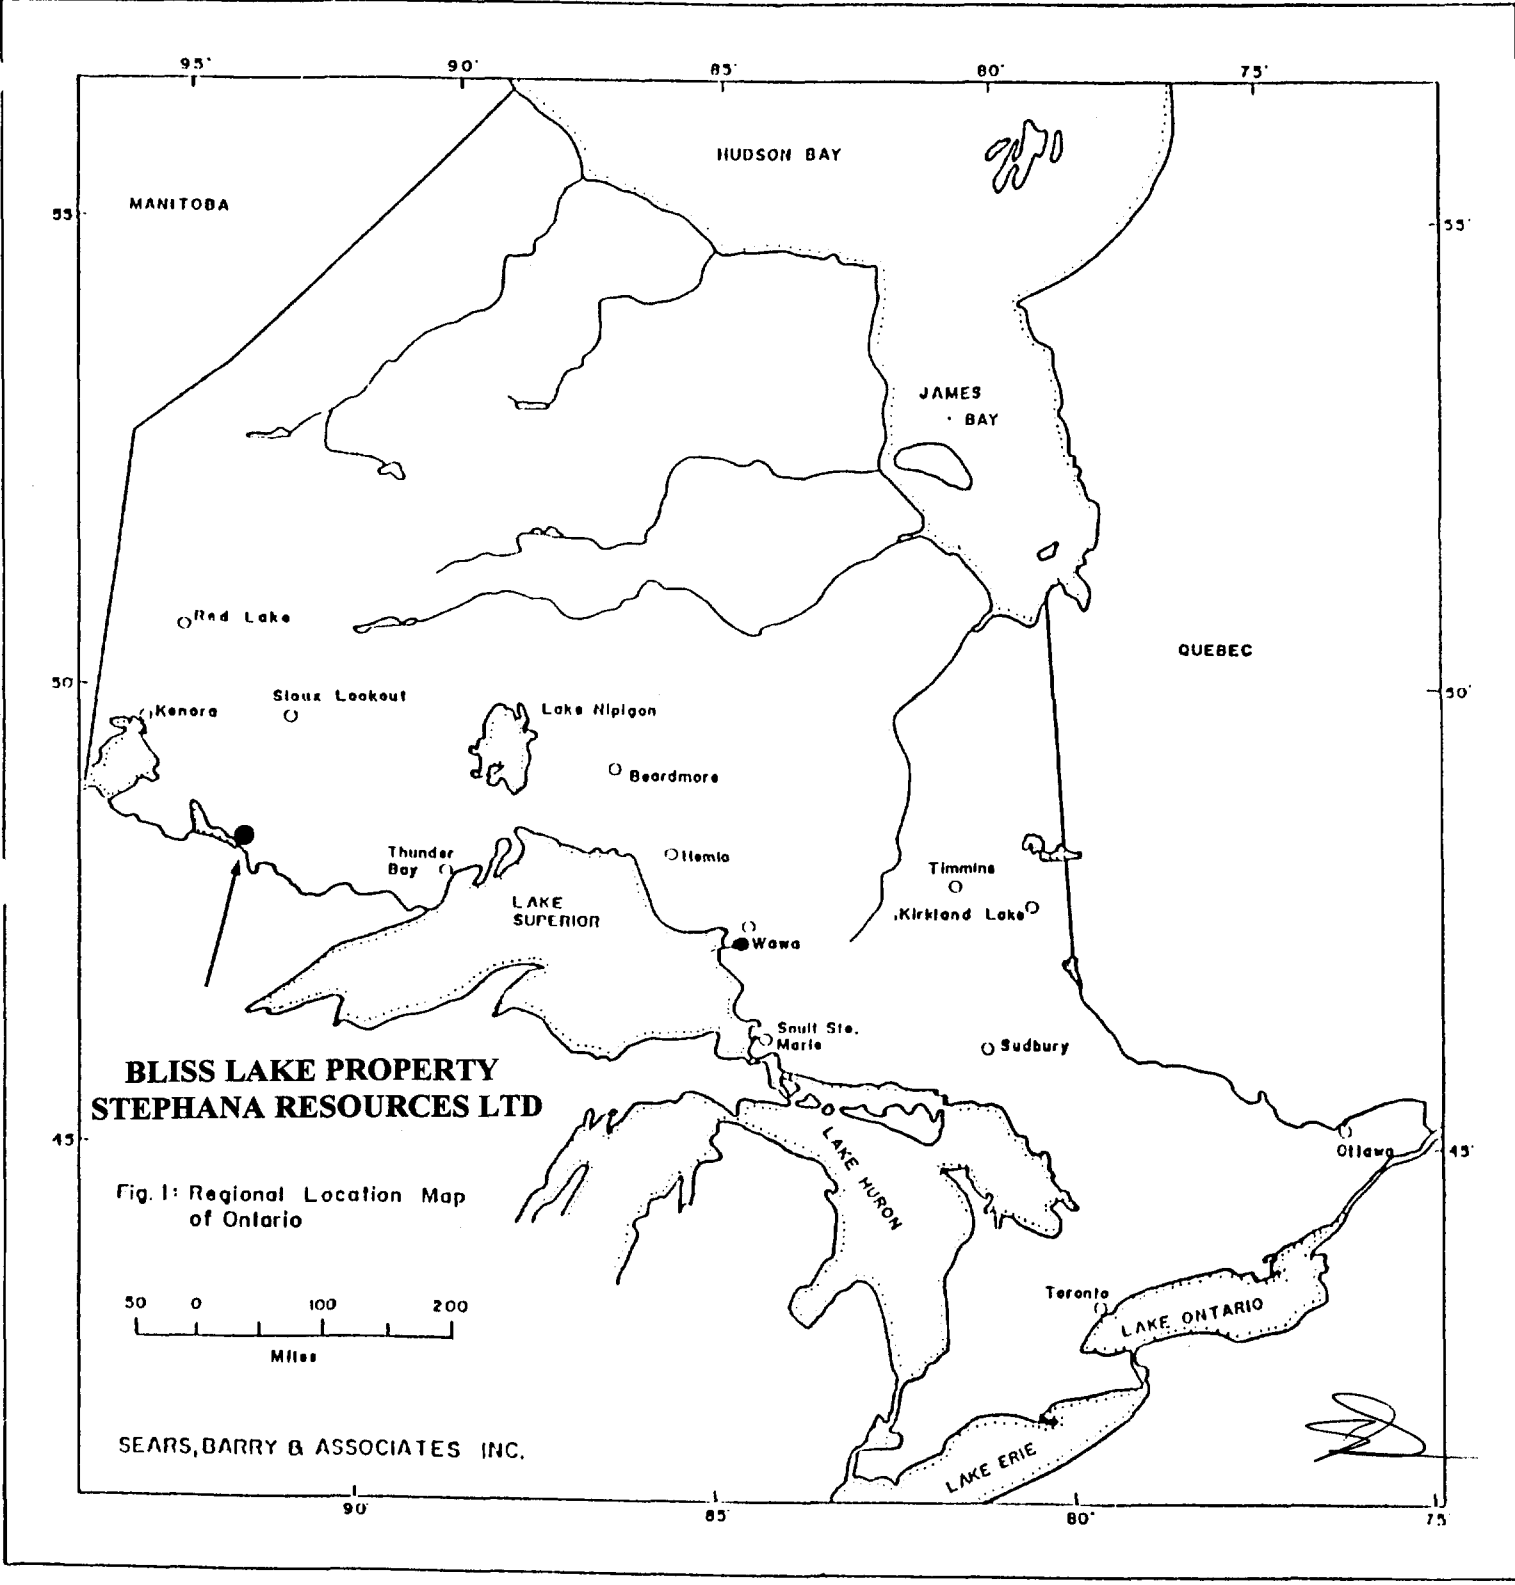 95° 90° 85° 80° 75°
HUDSON BAY
MANITOBA
55° 55°
JAMES
BAY
Red Lake
QUEBEC
50° 50°
Sioux Lookout
Kenora
Lake Nipigon
Beardmore
Thunder
Bay
Hemlo
Timmins
LAKE
SUPERIOR
Kirkland Lake
Wawa
Sault Ste.
Marie
Sudbury
BLISS LAKE PROPERTY
STEPHANA RESOURCES LTD
45° 45°
LAKE HURON
Ottawa
Fig. 1: Regional Location Map
of Ontario
Toronto
LAKE ONTARIO
50 0 100 200
Miles
SEARS, BARRY & ASSOCIATES INC.
LAKE ERIE
90° 85° 80° 75°